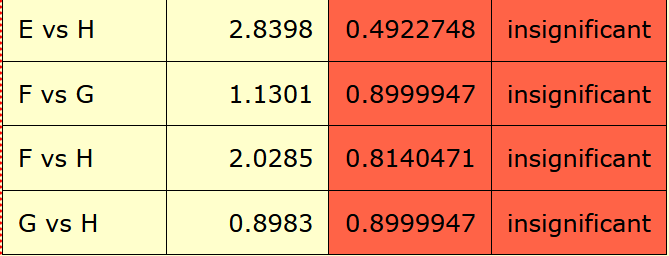 E vs H 2.8398 0.4922748 insignificant
F vs G 1.1301 0.8999947 insignificant
F vs H 2.0285 0.8140471 insignificant
G vs H 0.8983 0.8999947 insignificant